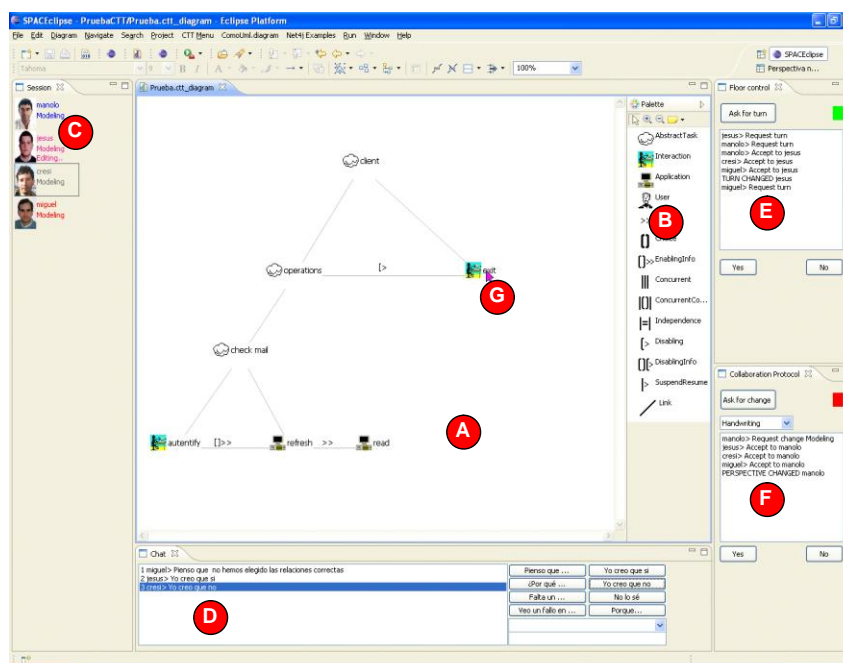 SPACEclipse - PruebaCTT/Prueba.ctt_diagram - Eclipse Platform
File Edit Diagram Navigate Search Project CTT Menu ComoUml.diagram Net4j Examples Run Window Help
Tahoma
9
B I A
100%
SPACEclipse
Perspectiva n...
Session
manolo
Modeling
jesus
Modeling
Editing..
cresi
Modeling
miguel
Modeling
C
Prueba.ctt_diagram
client
operations
[>
exit
G
check mail
autentify
[]>>
refresh
>>
read
A
Palette
AbstractTask
Interaction
Application
User
>>
B
[] Choice
[]>> EnablingInfo
||| Concurrent
|[]| ConcurrentCo...
|=| Independence
[> Disabling
[][> DisablingInfo
|> SuspendResume
Link
Floor control
Ask for turn
jesus> Request turn
manolo> Request turn
manolo> Accept to jesus
cresi> Accept to jesus
miguel> Accept to jesus
TURN CHANGED jesus
miguel> Request turn
E
Yes
No
Collaboration Protocol
Ask for change
Handwriting
manolo> Request change Modeling
jesus> Accept to manolo
cresi> Accept to manolo
miguel> Accept to manolo
PERSPECTIVE CHANGED manolo
F
Yes
No
Chat
1 miguel> Pienso que no hemos elegido las relaciones correctas
2 jesus> Yo creo que si
3 cresi> Yo creo que no
D
Pienso que ...
Yo creo que si
¿Por qué ...
Yo creo que no
Falta un ...
No lo sé
Veo un fallo en ...
Porque...